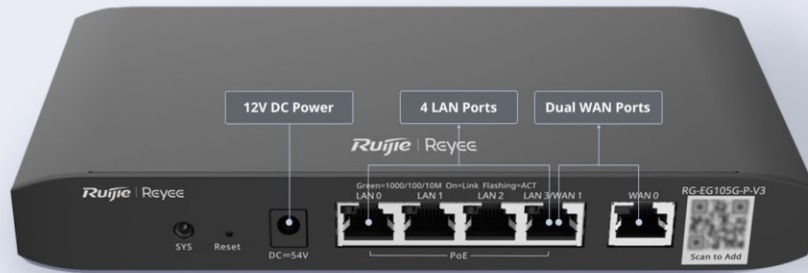 12V DC Power
4 LAN Ports
Dual WAN Ports
Ruijie | Reyee
Ruijie | Reyee
Green=1000/100/10M On=Link Flashing=ACT
LAN 0 LAN 1 LAN 2 LAN 3/WAN 1 WAN 0
RG-EG105G-P-V3
SYS
Reset
DC⎓54V
PoE
Scan to Add